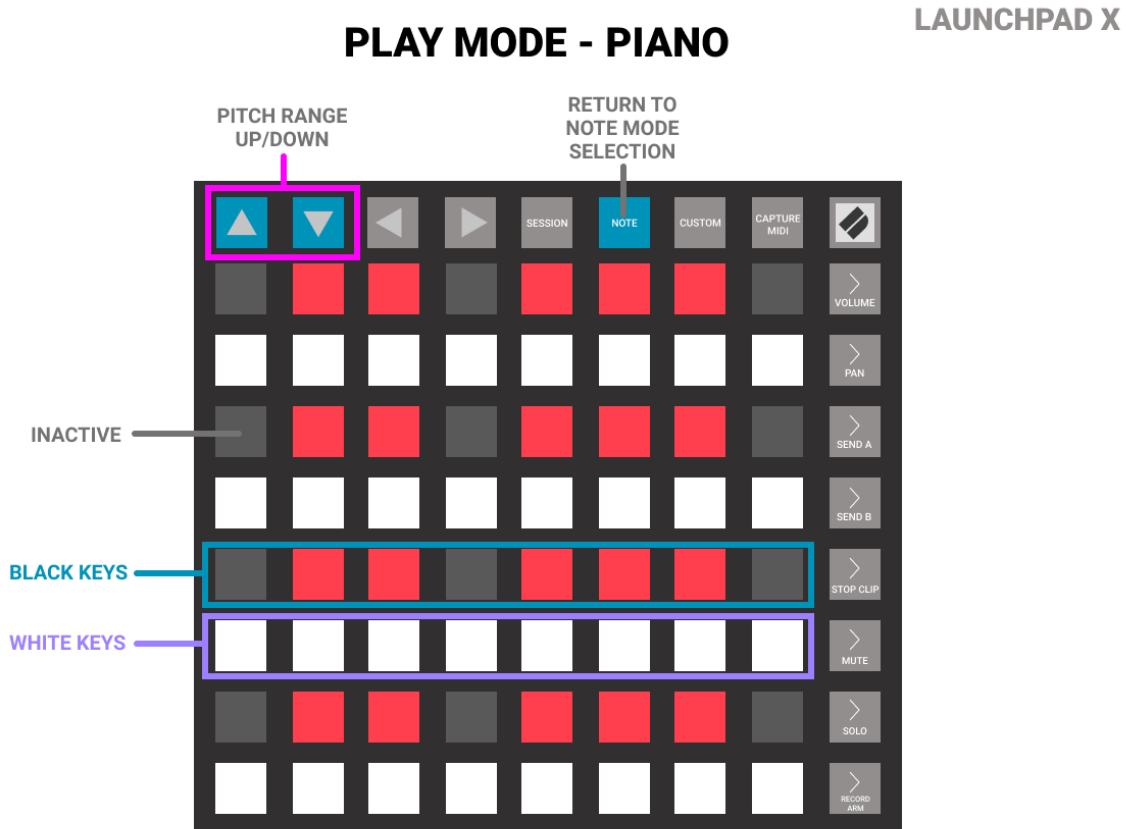 LAUNCHPAD X
PLAY MODE - PIANO
PITCH RANGE
UP/DOWN
RETURN TO
NOTE MODE
SELECTION
SESSION
NOTE
CUSTOM
CAPTURE
MIDI
VOLUME
PAN
INACTIVE
SEND A
SEND B
BLACK KEYS
STOP CLIP
WHITE KEYS
MUTE
SOLO
RECORD
ARM